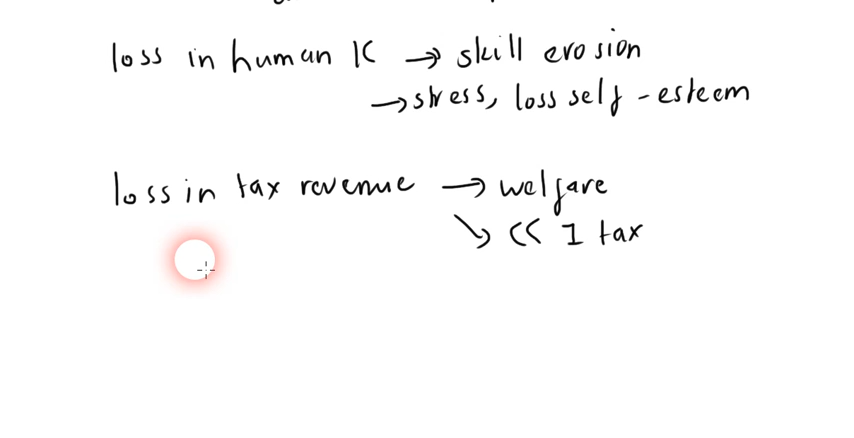 loss in human K → skill erosion
→ stress, loss self-esteem
loss in tax revenue → welfare
↘ << I tax